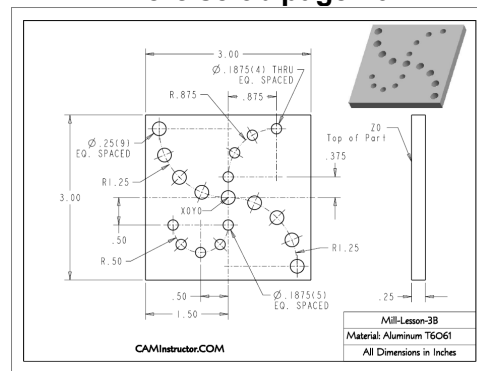 3.00
Ø.1875(4) THRU
EQ. SPACED
.875
R.875
Ø.25(9)
EQ. SPACED
Z0
Top of Part
.375
R1.25
3.00
X0Y0
.50
R1.25
R.50
.50
Ø.1875(5)
EQ. SPACED
.25
1.50
Mill-Lesson-3B
Material: Aluminum T6061
CAMInstructor.COM
All Dimensions in Inches